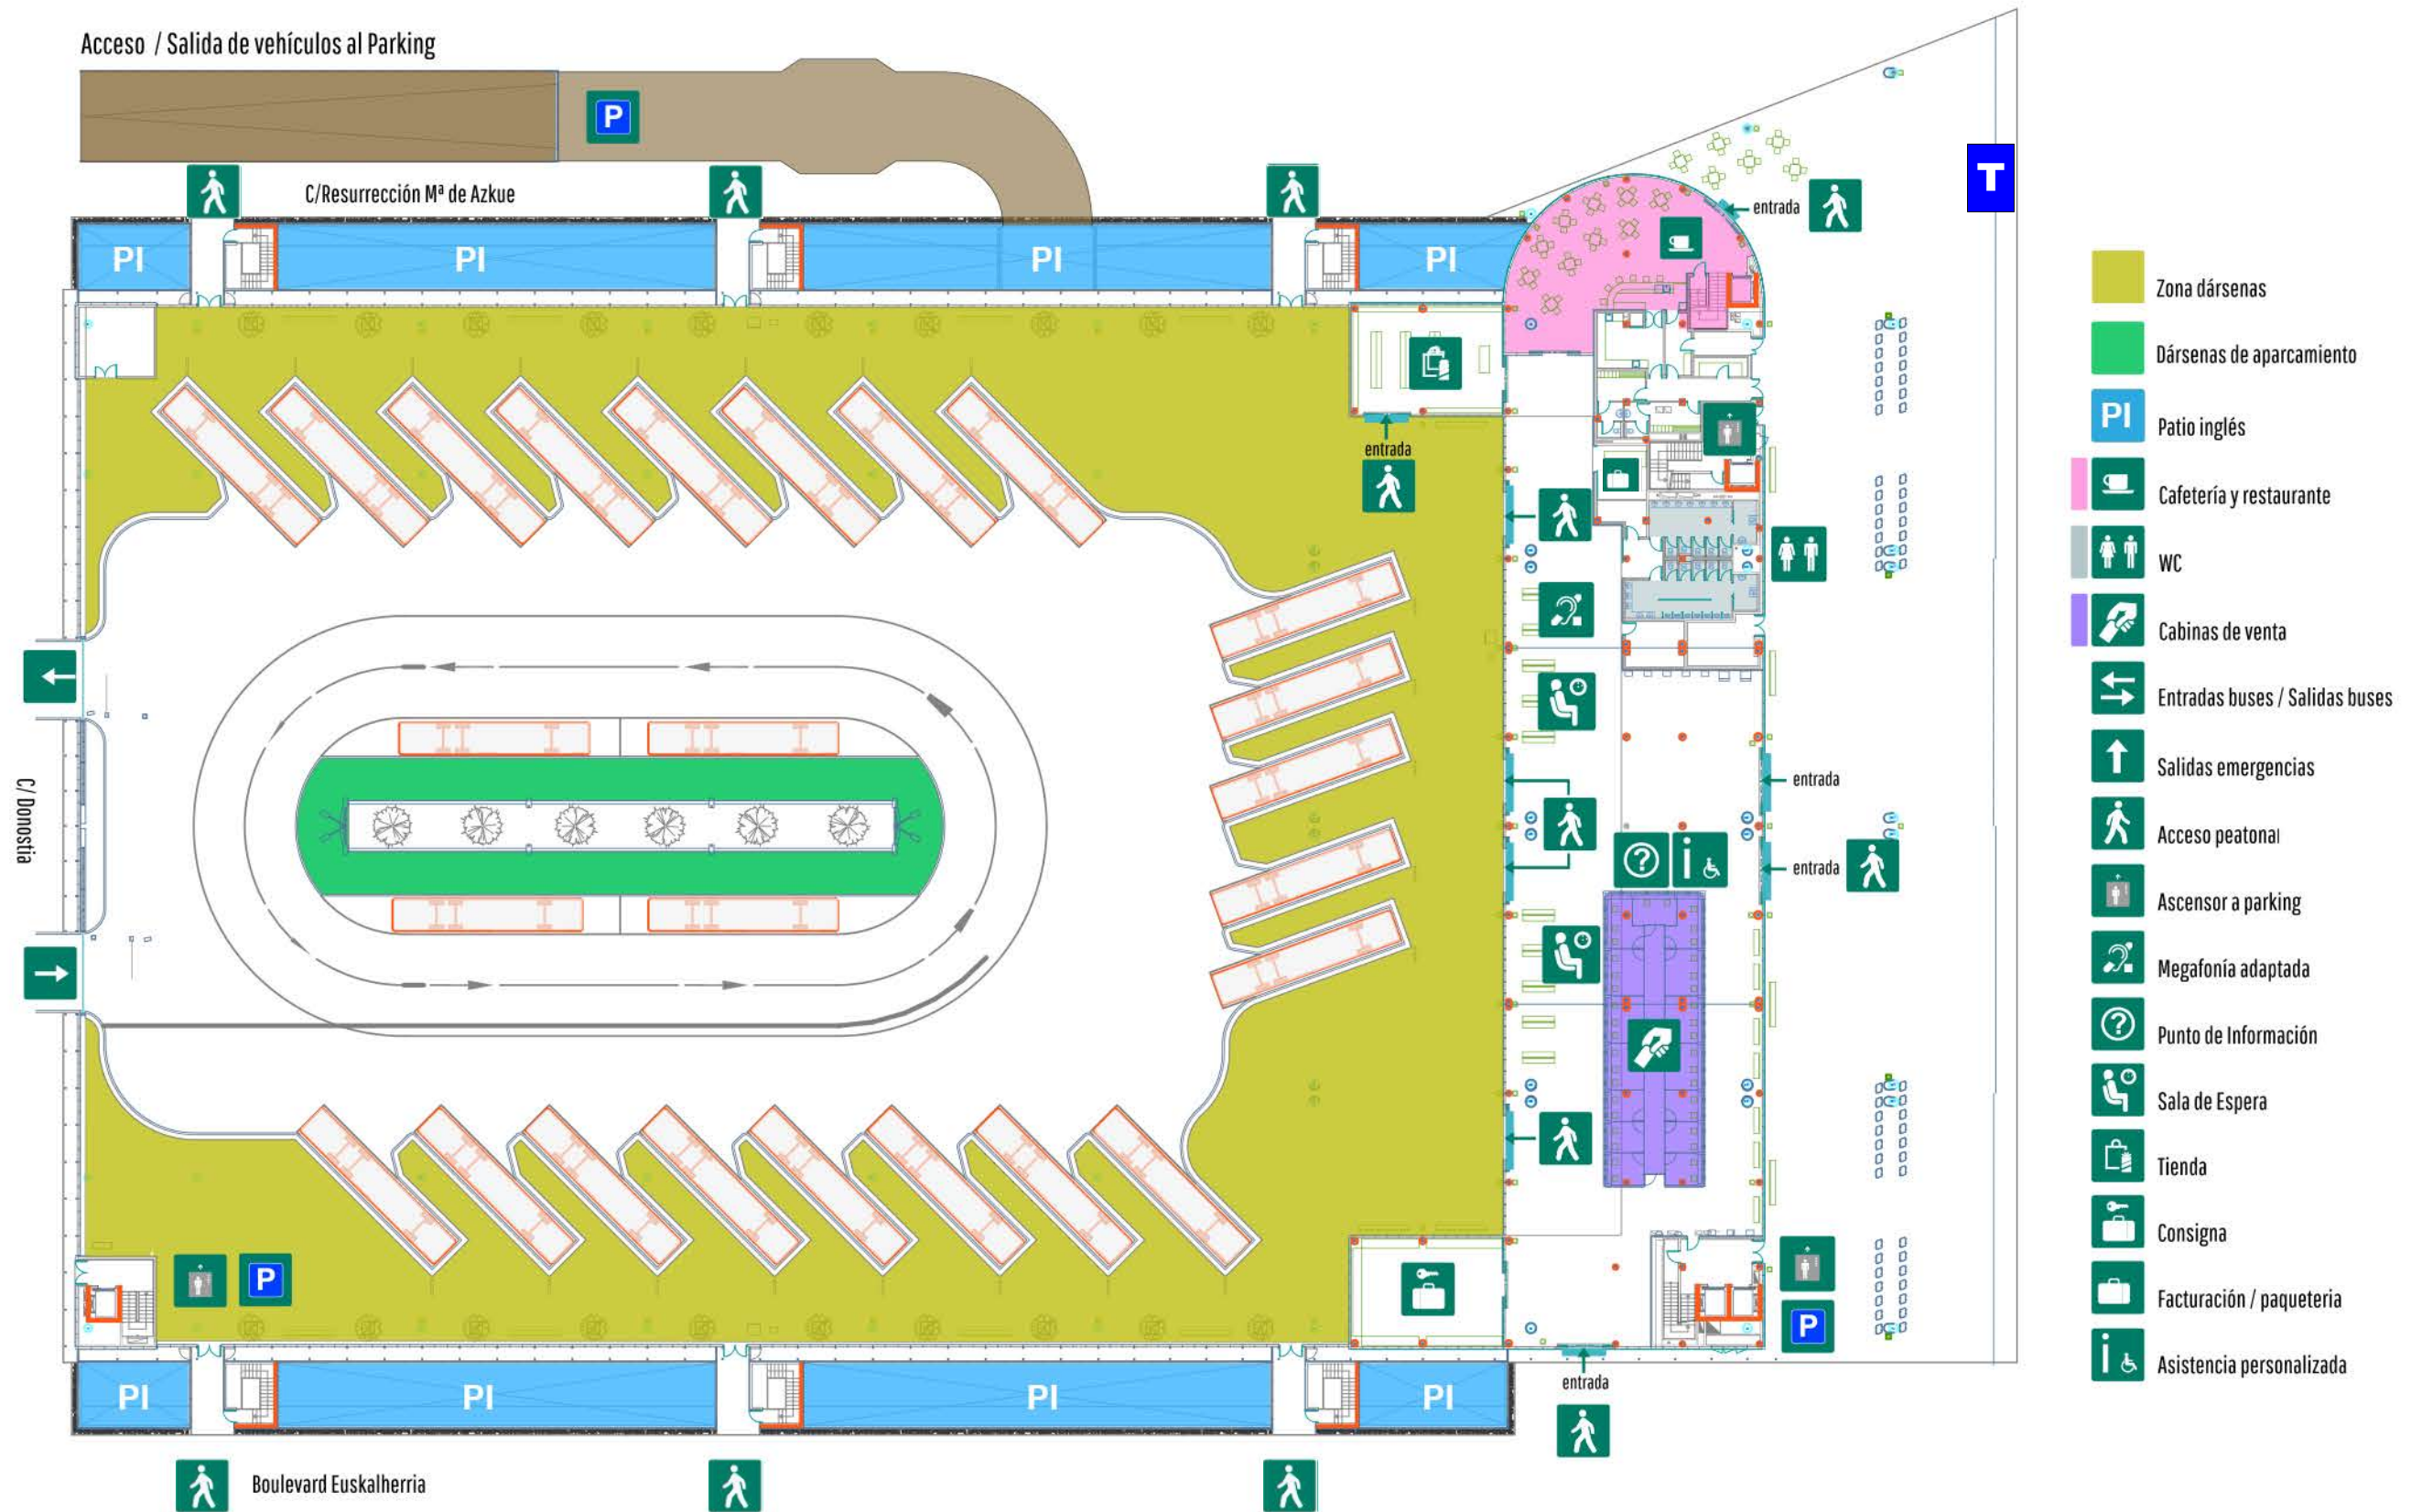 Acceso / Salida de vehículos al Parking
P
C/Resurrección Mª de Azkue
T
entrada
PI
PI
PI
PI
entrada
C/ Donostia
entrada
entrada
?
i
P
P
entrada
PI
PI
PI
PI
Boulevard Euskalherria
Zona dársenas
Dársenas de aparcamiento
PI Patio inglés
Cafetería y restaurante
WC
Cabinas de venta
Entradas buses / Salidas buses
Salidas emergencias
Acceso peatonal
Ascensor a parking
Megafonía adaptada
? Punto de Información
Sala de Espera
Tienda
Consigna
Facturación / paqueteria
i Asistencia personalizada